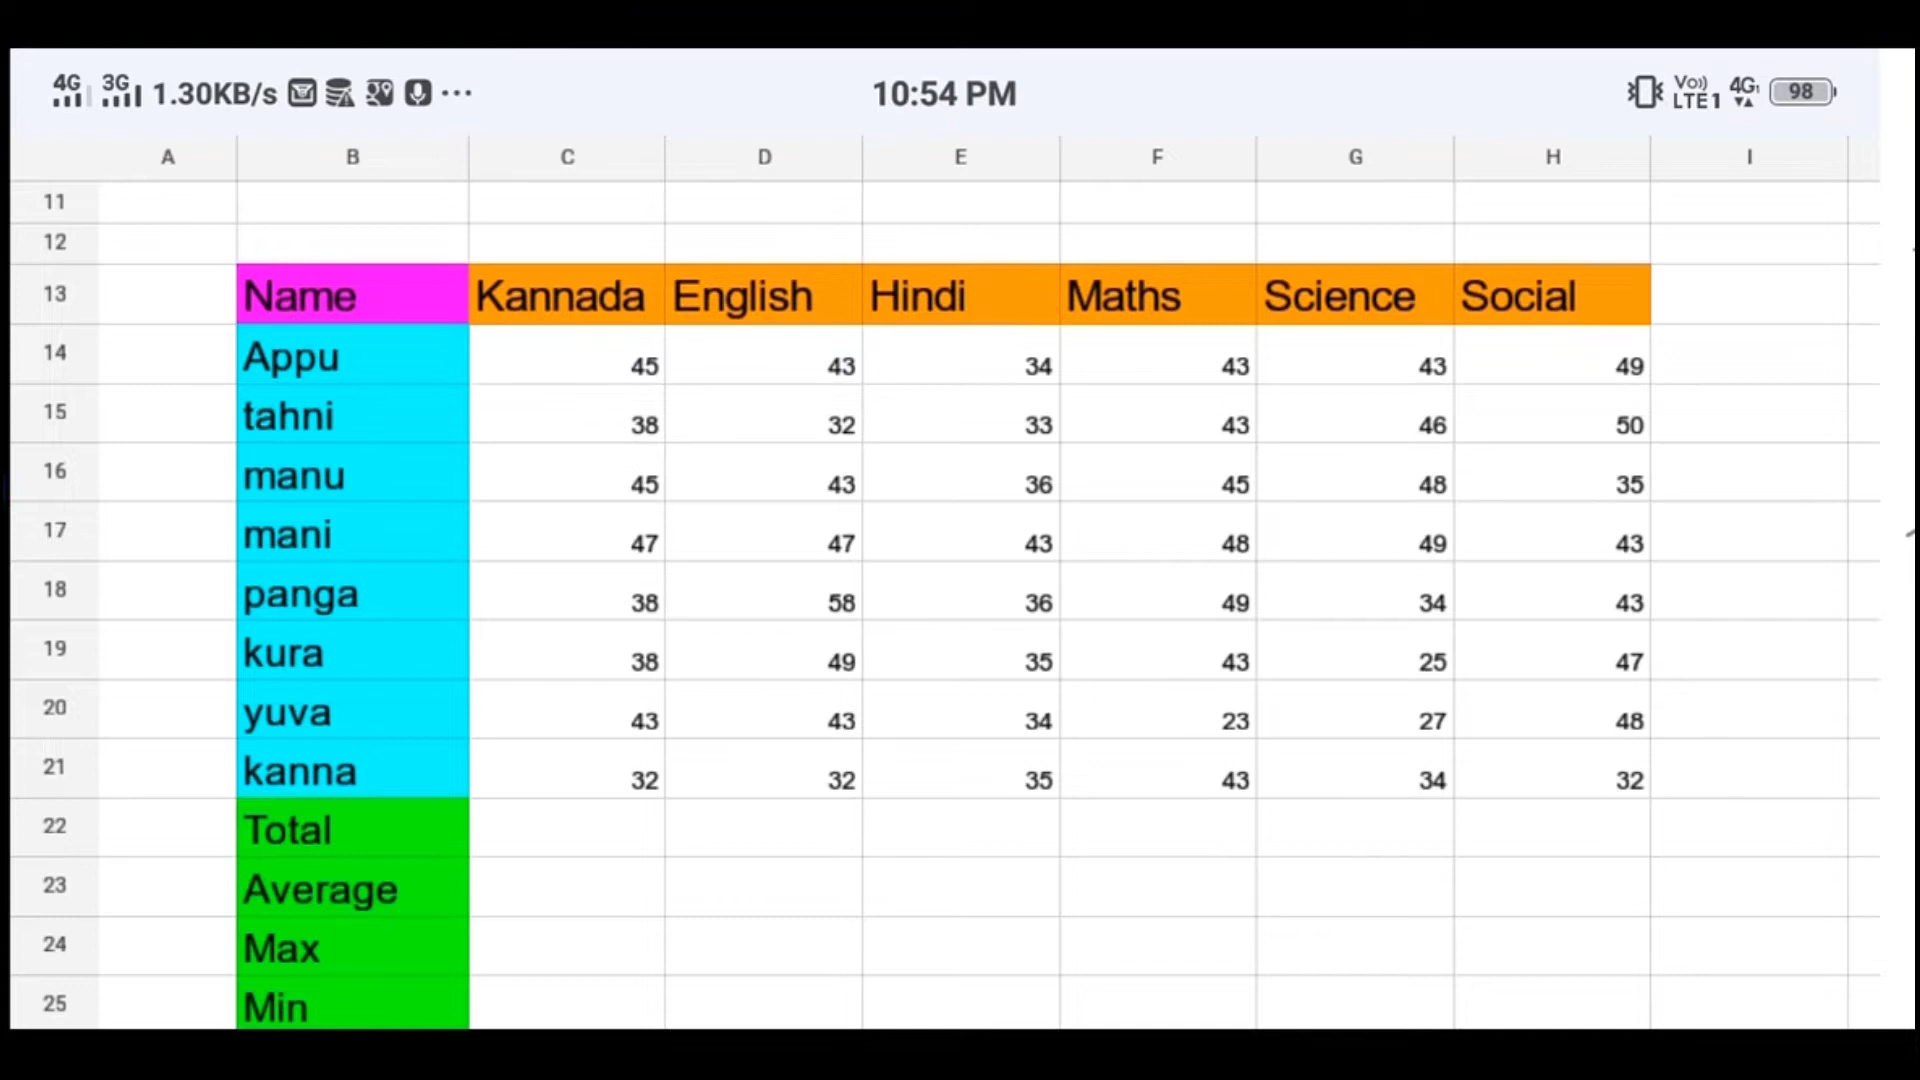 4G 3G 1.30KB/s ... 10:54 PM Vo)) LTE1 4G 98
A B C D E F G H I
11
12
13 Name Kannada English Hindi Maths Science Social
14 Appu 45 43 34 43 43 49
15 tahni 38 32 33 43 46 50
16 manu 45 43 36 45 48 35
17 mani 47 47 43 48 49 43
18 panga 38 58 36 49 34 43
19 kura 38 49 35 43 25 47
20 yuva 43 43 34 23 27 48
21 kanna 32 32 35 43 34 32
22 Total
23 Average
24 Max
25 Min